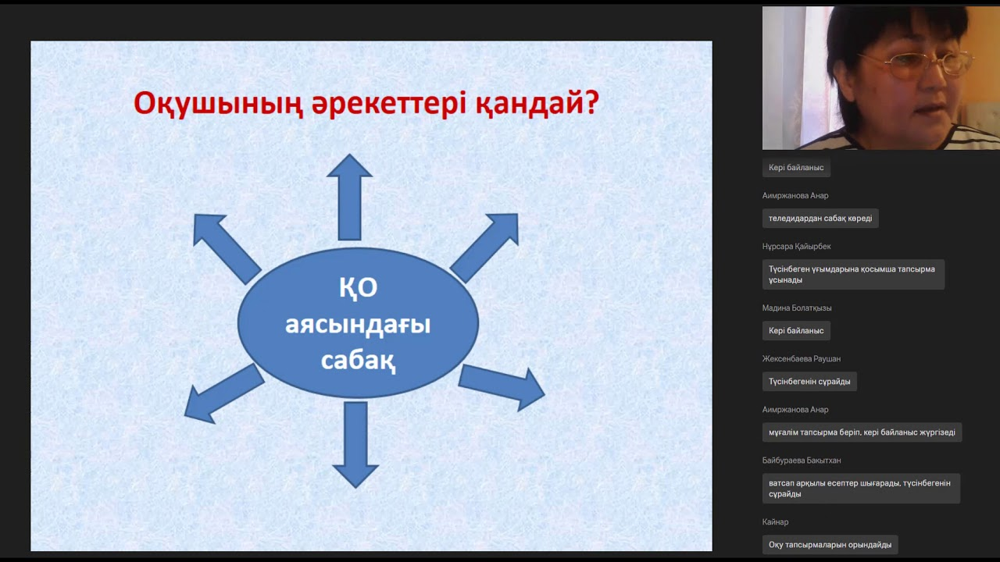 Оқушының әрекеттері қандай?
ҚО
аясындағы
сабақ
Кері байланыс
Аимржанова Анар
теледидардан сабақ көреді
Нұрсара Қайырбек
Түсінбеген үғымдарына қосымша тапсырма
ұсынады
Мадина Болатқызы
Кері байланыс
Жексенбаева Раушан
Түсінбегенін сұрайды
Аимржанова Анар
мұғалім тапсырма беріп, кері байланыс жүргізеді
Байбураева Бакытхан
ватсап арқылы есептер шығарады, түсінбегенін
сұрайды
Кайнар
Оқу тапсырмаларын орындайды